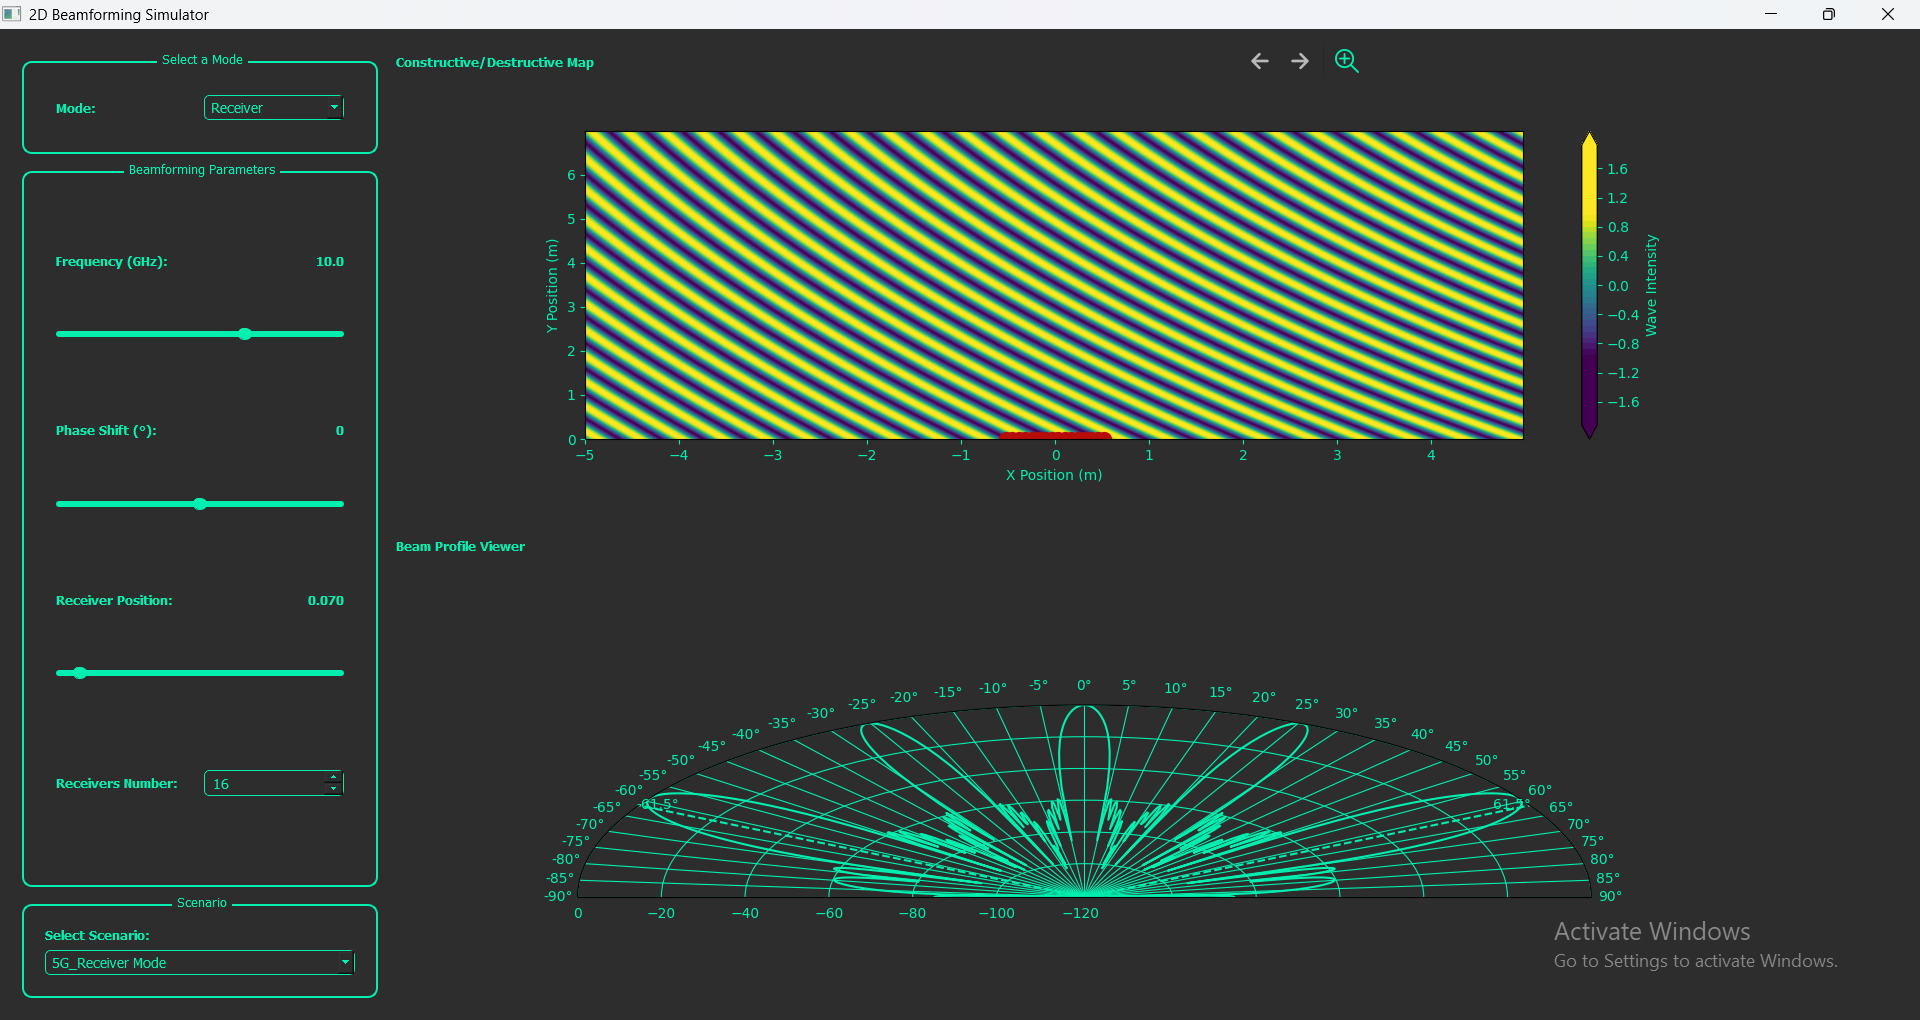 2D Beamforming Simulator
Select a Mode
Mode: Receiver
Beamforming Parameters
Frequency (GHz): 10.0
Phase Shift (°): 0
Receiver Position: 0.070
Receivers Number: 16
Scenario
Select Scenario:
5G_Receiver Mode
Constructive/Destructive Map
6
5
4
3
2
1
0
Y Position (m)
−5 −4 −3 −2 −1 0 1 2 3 4
X Position (m)
1.6
1.2
0.8
0.4
0.0
−0.4
−0.8
−1.2
−1.6
Wave Intensity
Beam Profile Viewer
-90° -85° -80° -75° -70° -65° -60° -55° -50° -45° -40° -35° -30° -25° -20° -15° -10° -5° 0° 5° 10° 15° 20° 25° 30° 35° 40° 45° 50° 55° 60° 65° 70° 75° 80° 85° 90°
-61.5° 61.5°
0 −20 −40 −60 −80 −100 −120
Activate Windows
Go to Settings to activate Windows.